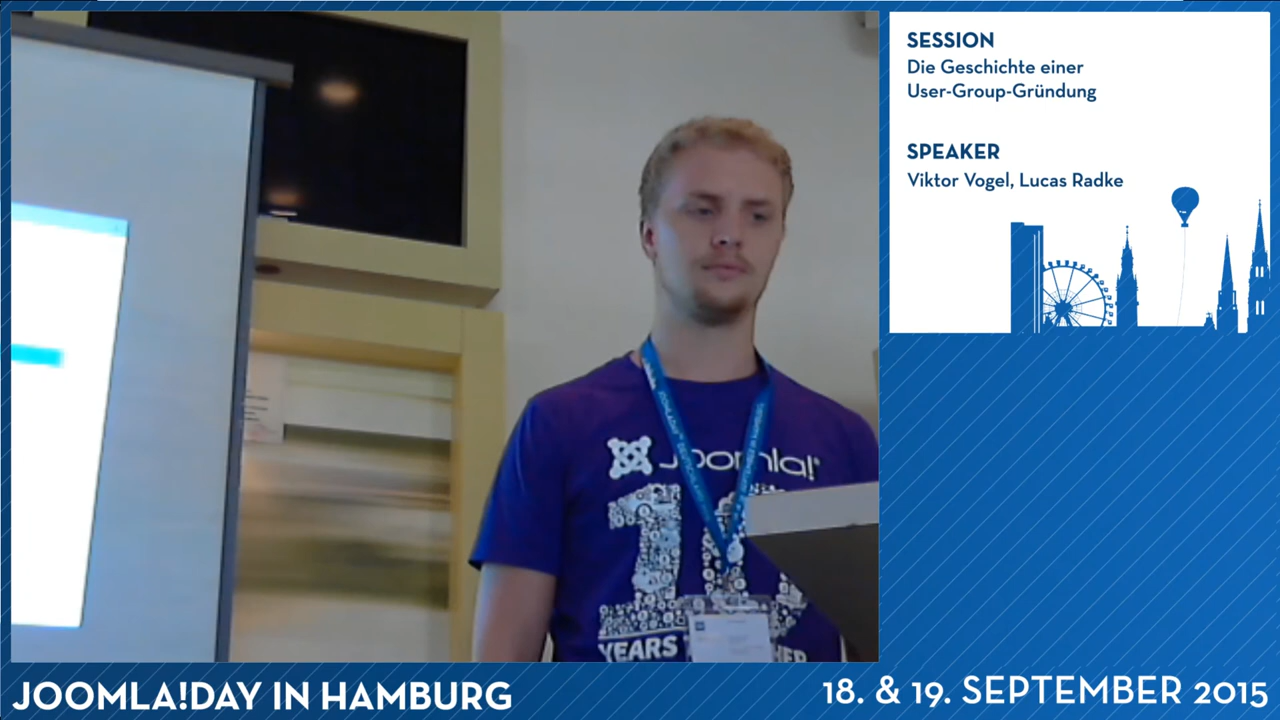 SESSION
Die Geschichte einer
User-Group-Gründung
SPEAKER
Viktor Vogel, Lucas Radke
Joomla!®
10
YEARS
JOOMLA!DAY IN HAMBURG
18. & 19. SEPTEMBER 2015